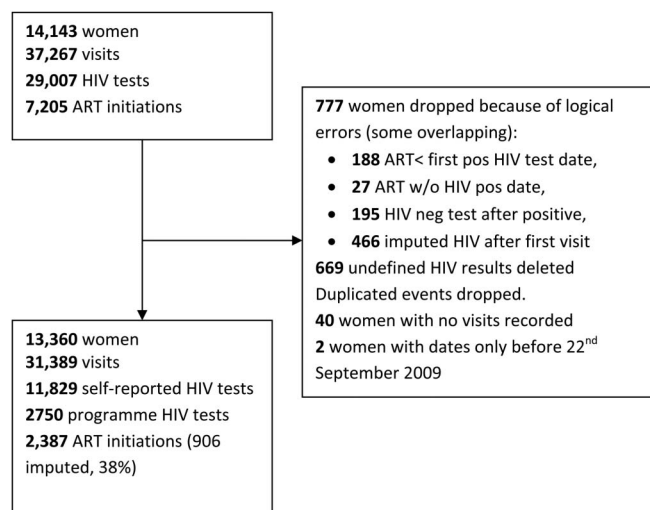 14,143 women
37,267 visits
29,007 HIV tests
7,205 ART initiations
777 women dropped because of logical
errors (some overlapping):
• 188 ART< first pos HIV test date,
• 27 ART w/o HIV pos date,
• 195 HIV neg test after positive,
• 466 imputed HIV after first visit
669 undefined HIV results deleted
Duplicated events dropped.
40 women with no visits recorded
2 women with dates only before 22nd
September 2009
13,360 women
31,389 visits
11,829 self-reported HIV tests
2750 programme HIV tests
2,387 ART initiations (906
imputed, 38%)